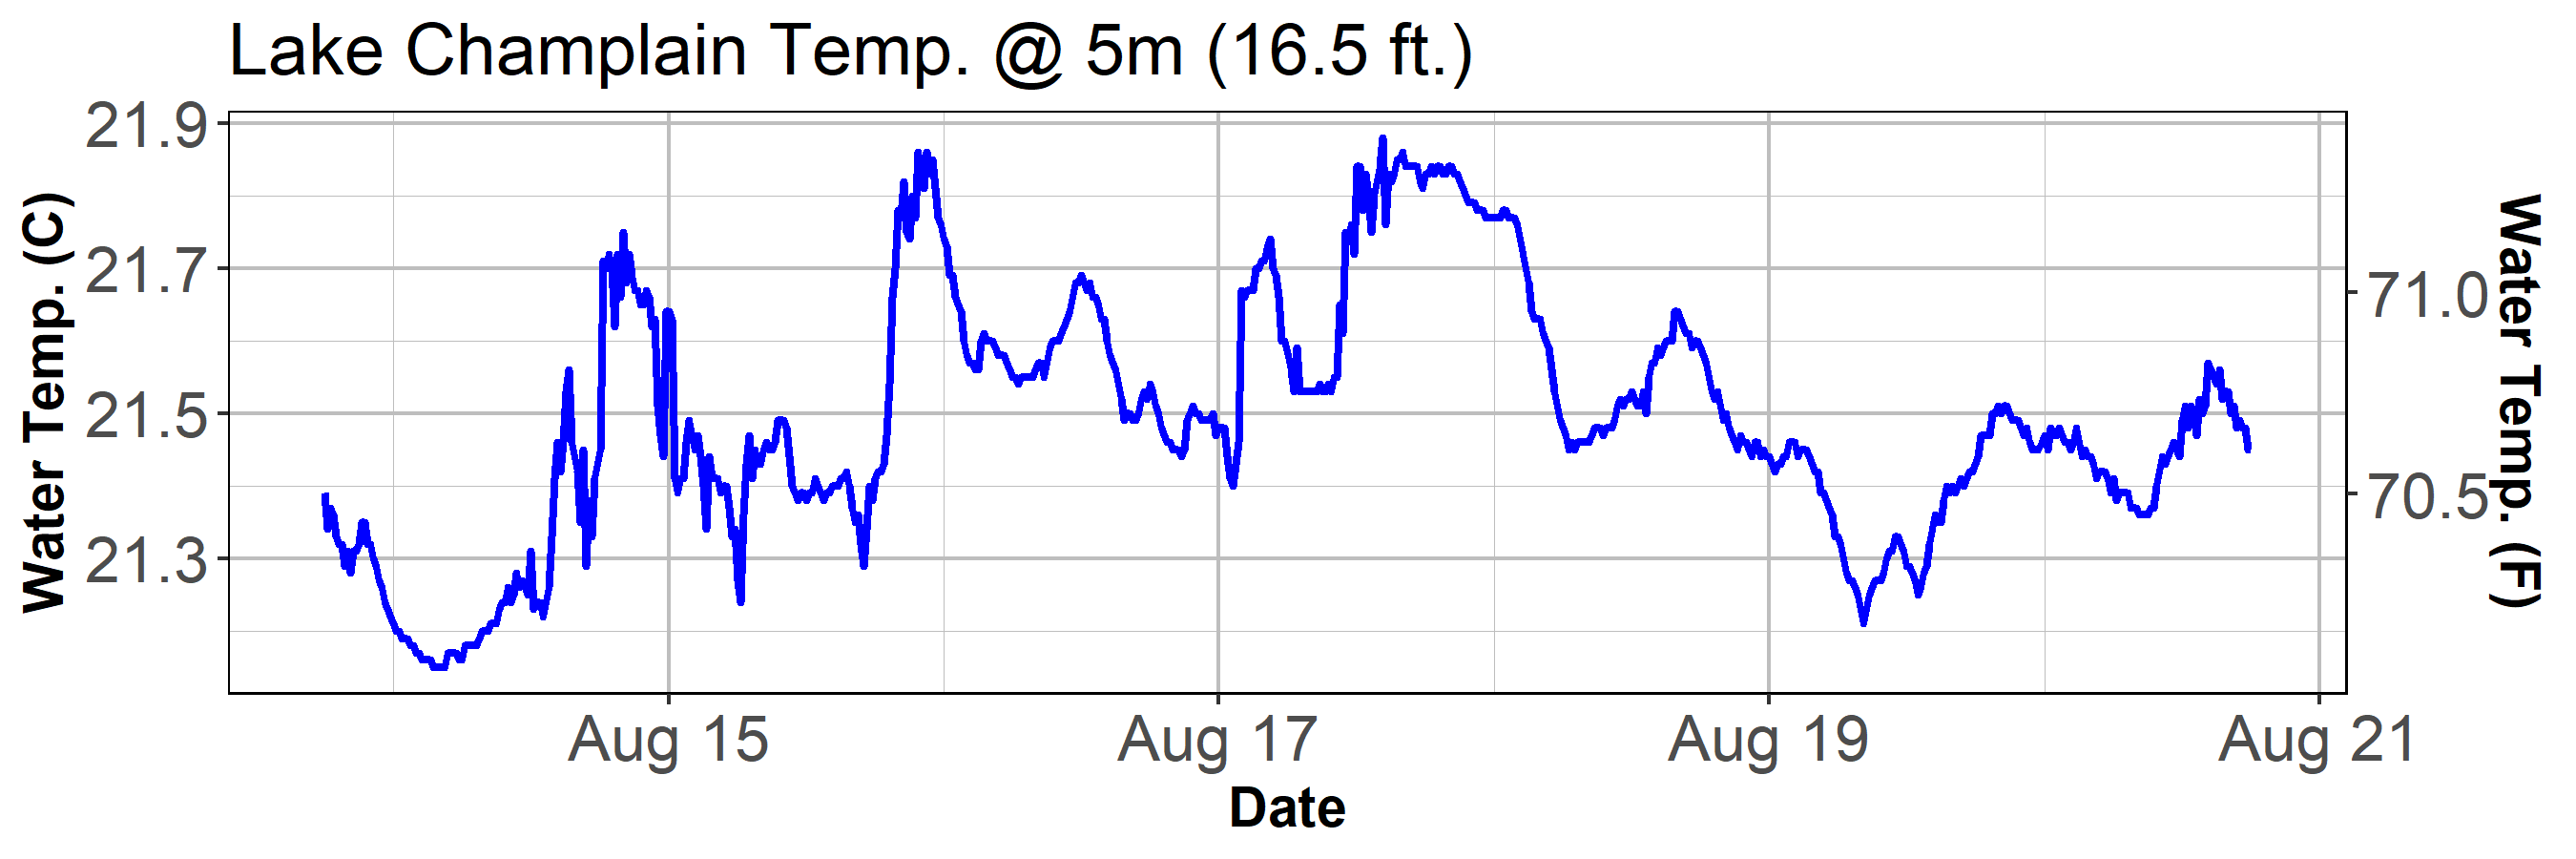 Lake Champlain Temp. @ 5m (16.5 ft.)
Water Temp. (C)
21.9
21.7
21.5
21.3
71.0
70.5
Water Temp. (F)
Aug 15 Aug 17 Aug 19 Aug 21
Date